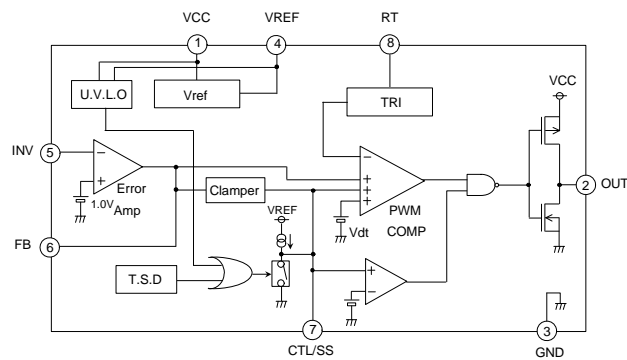 VCC VREF RT
1 4 8
VCC
U.V.L.O Vref TRI
INV 5 − −
+ Error + 2 OUT
1.0V Amp Clamper + +
PWM
VREF Vdt COMP
FB 6
T.S.D + −
7 3
CTL/SS GND